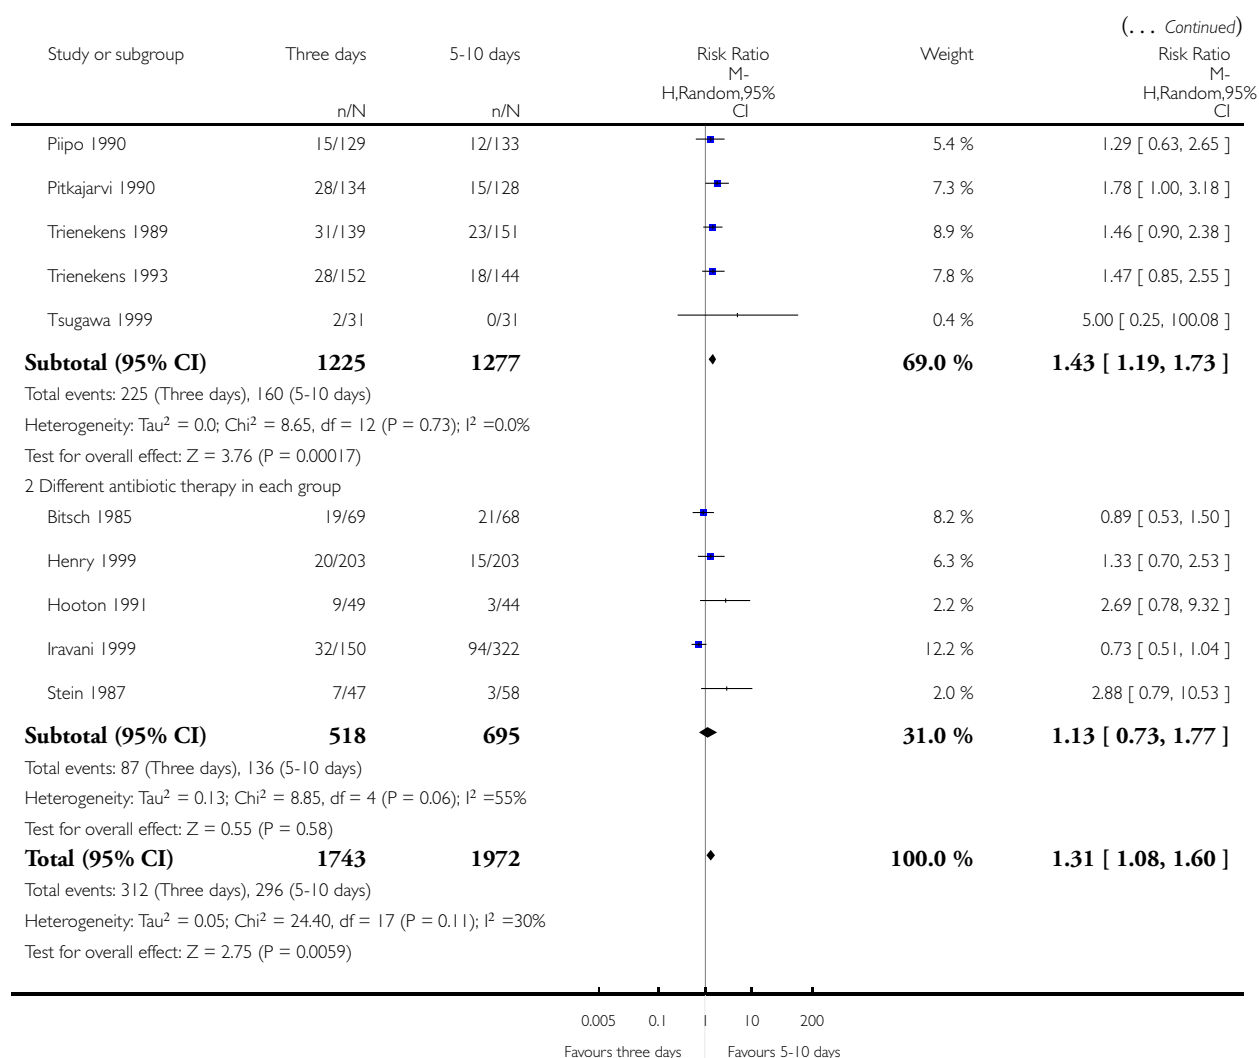 (... Continued)
Study or subgroup Three days 5-10 days Risk Ratio Weight Risk Ratio
M- M-
H,Random,95% H,Random,95%
n/N n/N CI CI
Piipo 1990 15/129 12/133 5.4 % 1.29 [ 0.63, 2.65 ]
Pitkajarvi 1990 28/134 15/128 7.3 % 1.78 [ 1.00, 3.18 ]
Trienekens 1989 31/139 23/151 8.9 % 1.46 [ 0.90, 2.38 ]
Trienekens 1993 28/152 18/144 7.8 % 1.47 [ 0.85, 2.55 ]
Tsugawa 1999 2/31 0/31 0.4 % 5.00 [ 0.25, 100.08 ]
Subtotal (95% CI) 1225 1277 69.0 % 1.43 [ 1.19, 1.73 ]
Total events: 225 (Three days), 160 (5-10 days)
Heterogeneity: Tau² = 0.0; Chi² = 8.65, df = 12 (P = 0.73); I² =0.0%
Test for overall effect: Z = 3.76 (P = 0.00017)
2 Different antibiotic therapy in each group
Bitsch 1985 19/69 21/68 8.2 % 0.89 [ 0.53, 1.50 ]
Henry 1999 20/203 15/203 6.3 % 1.33 [ 0.70, 2.53 ]
Hooton 1991 9/49 3/44 2.2 % 2.69 [ 0.78, 9.32 ]
Iravani 1999 32/150 94/322 12.2 % 0.73 [ 0.51, 1.04 ]
Stein 1987 7/47 3/58 2.0 % 2.88 [ 0.79, 10.53 ]
Subtotal (95% CI) 518 695 31.0 % 1.13 [ 0.73, 1.77 ]
Total events: 87 (Three days), 136 (5-10 days)
Heterogeneity: Tau² = 0.13; Chi² = 8.85, df = 4 (P = 0.06); I² =55%
Test for overall effect: Z = 0.55 (P = 0.58)
Total (95% CI) 1743 1972 100.0 % 1.31 [ 1.08, 1.60 ]
Total events: 312 (Three days), 296 (5-10 days)
Heterogeneity: Tau² = 0.05; Chi² = 24.40, df = 17 (P = 0.11); I² =30%
Test for overall effect: Z = 2.75 (P = 0.0059)
0.005 0.1 1 10 200
Favours three days Favours 5-10 days